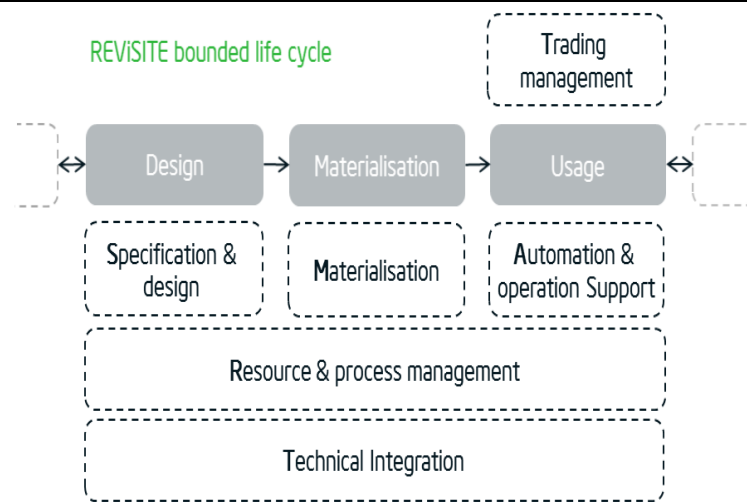 REViSITE bounded life cycle
Trading
management
Design
Materialisation
Usage
Specification &
design
Materialisation
Automation &
operation Support
Resource & process management
Technical Integration